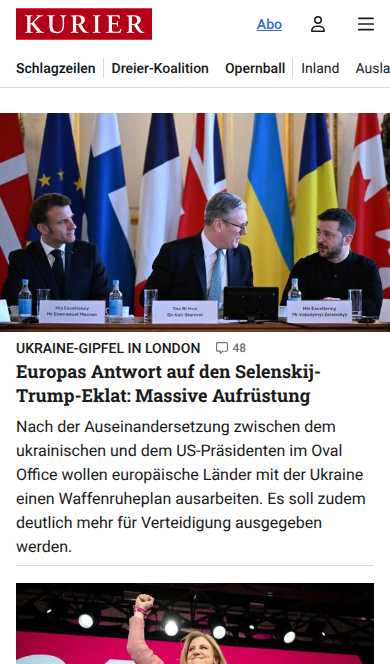 KURIER
Abo
Schlagzeilen
Dreier-Koalition
Opernball
Inland
Ausla
His Excellency
Mr Emmanuel Macron
The Rt Hon
Sir Keir Starmer
His Excellency
Mr Volodymyr Zelenskyy
UKRAINE-GIPFEL IN LONDON 48
Europas Antwort auf den Selenskij-
Trump-Eklat: Massive Aufrüstung
Nach der Auseinandersetzung zwischen dem
ukrainischen und dem US-Präsidenten im Oval
Office wollen europäische Länder mit der Ukraine
einen Waffenruheplan ausarbeiten. Es soll zudem
deutlich mehr für Verteidigung ausgegeben
werden.